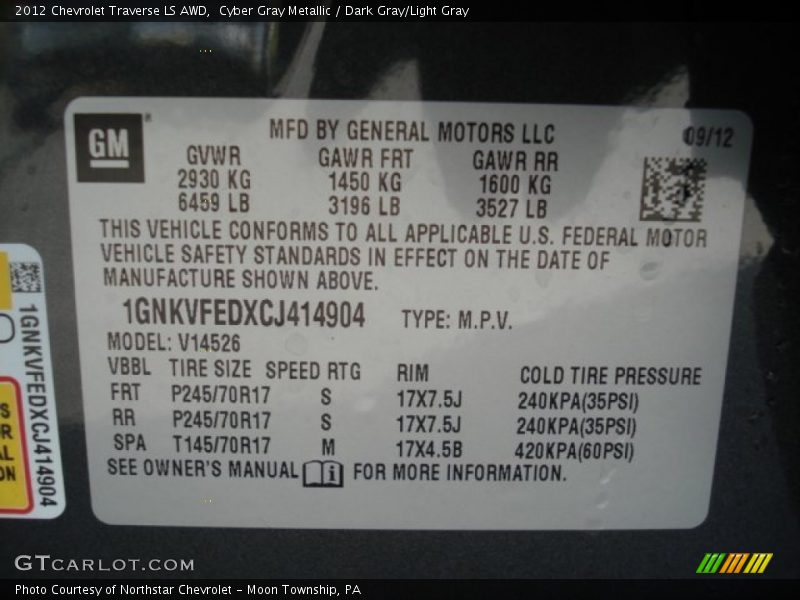 2012 Chevrolet Traverse LS AWD,  Cyber Gray Metallic / Dark Gray/Light Gray
GM
MFD BY GENERAL MOTORS LLC
09/12
GVWR GAWR FRT GAWR RR
2930 KG 1450 KG 1600 KG
6459 LB 3196 LB 3527 LB
THIS VEHICLE CONFORMS TO ALL APPLICABLE U.S. FEDERAL MOTOR
VEHICLE SAFETY STANDARDS IN EFFECT ON THE DATE OF
MANUFACTURE SHOWN ABOVE.
1GNKVFEDXCJ414904 TYPE: M.P.V.
MODEL: V14526
VBBL TIRE SIZE SPEED RTG RIM COLD TIRE PRESSURE
FRT P245/70R17 S 17X7.5J 240KPA(35PSI)
RR P245/70R17 S 17X7.5J 240KPA(35PSI)
SPA T145/70R17 M 17X4.5B 420KPA(60PSI)
SEE OWNER'S MANUAL i FOR MORE INFORMATION.
1GNKVFEDXCJ414904
GTCARLOT.COM
Photo Courtesy of Northstar Chevrolet - Moon Township, PA